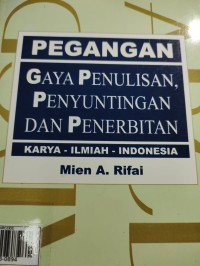 PEGANGAN
GAYA PENULISAN,
PENYUNTINGAN
DAN PENERBITAN
KARYA - ILMIAH - INDONESIA
Mien A. Rifai